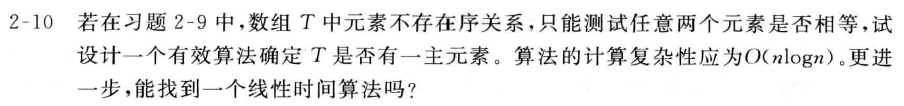 2-10 若在习题 2-9 中,数组 T 中元素不存在序关系,只能测试任意两个元素是否相等,试
设计一个有效算法确定 T 是否有一主元素。算法的计算复杂性应为O(nlogn)。更进
一步,能找到一个线性时间算法吗?